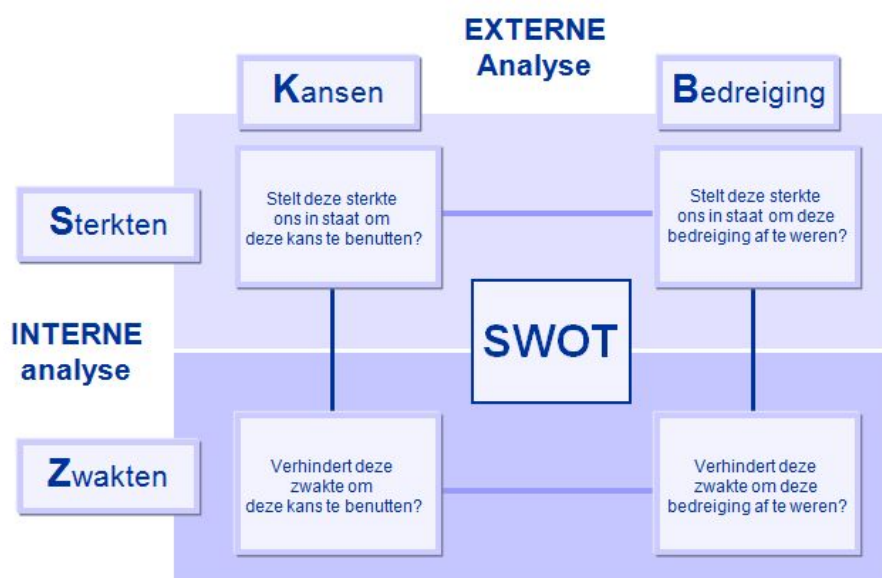 EXTERNE
Analyse
Kansen
Bedreiging
Sterkten
Stelt deze sterkte
ons in staat om
deze kans te benutten?
Stelt deze sterkte
ons in staat om deze
bedreiging af te weren?
SWOT
INTERNE
analyse
Zwakten
Verhindert deze
zwakte om
deze kans te benutten?
Verhindert deze
zwakte om deze
bedreiging af te weren?